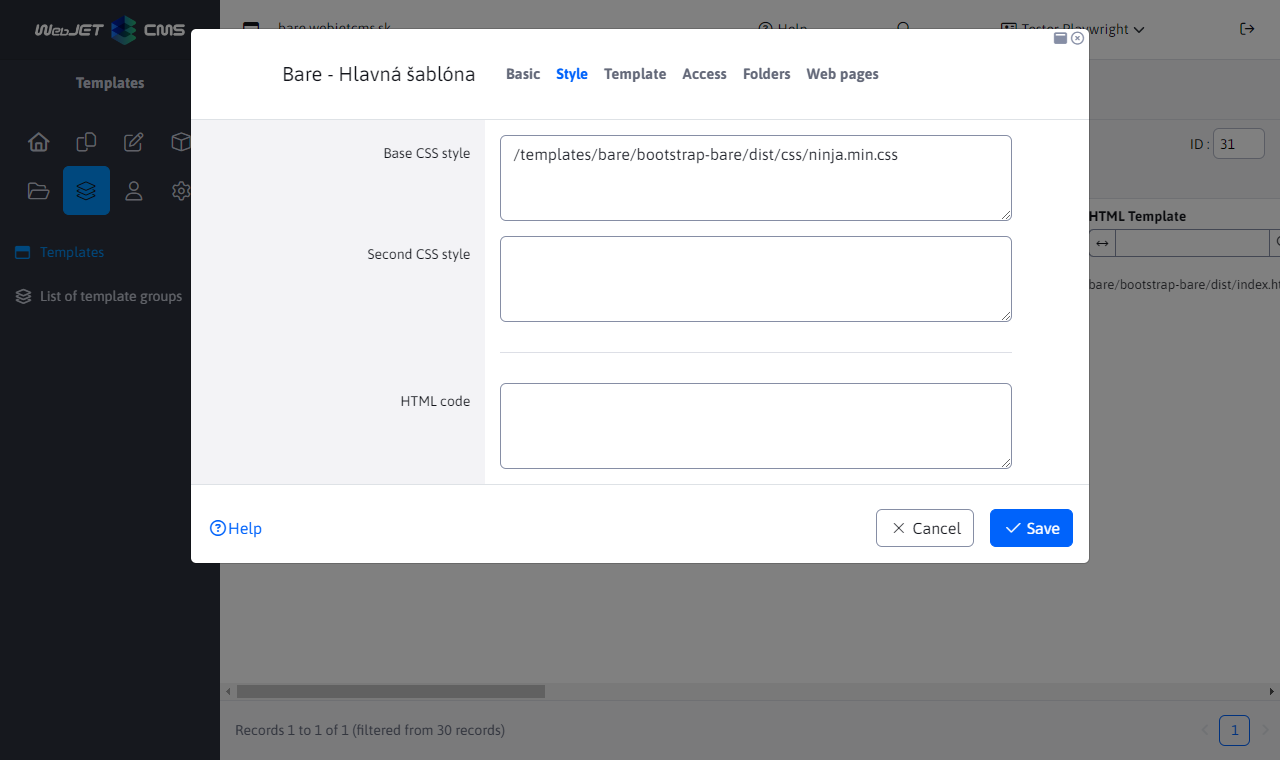 WebJET CMS
bare.webjetcms.sk
Help
Tester Playwright
Templates
Bare - Hlavná šablóna
Basic
Style
Template
Access
Folders
Web pages
Base CSS style
/templates/bare/bootstrap-bare/dist/css/ninja.min.css
ID :
31
HTML Template
Second CSS style
Templates
List of template groups
bare/bootstrap-bare/dist/index.ht
HTML code
Help
Cancel
Save
Records 1 to 1 of 1 (filtered from 30 records)
1